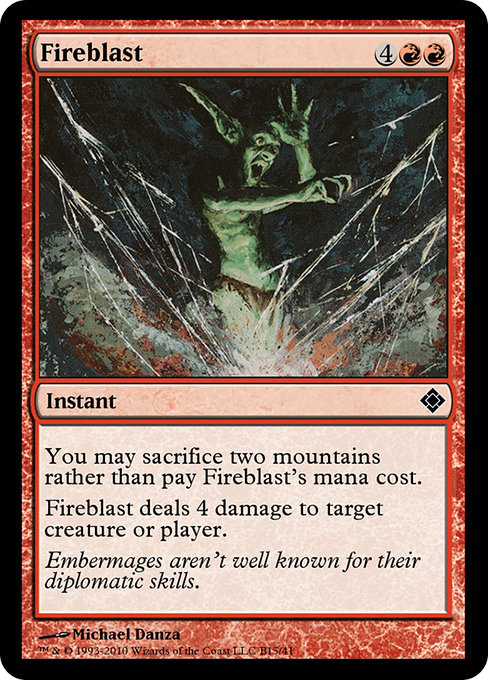 Fireblast 4
Instant
You may sacrifice two mountains
rather than pay Fireblast's mana cost.
Fireblast deals 4 damage to target
creature or player.
Embermages aren't well known for their
diplomatic skills.
Michael Danza
™ & © 1993-2010 Wizards of the Coast LLC B15/41